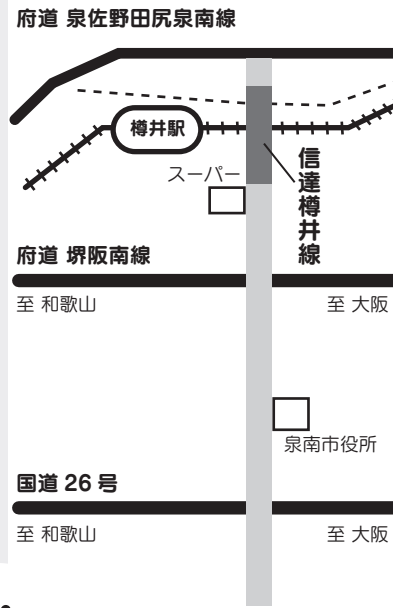 府道 泉佐野田尻泉南線
樽井駅
スーパー
信達樽井線
府道 堺阪南線
至 和歌山
至 大阪
泉南市役所
国道 26 号
至 和歌山
至 大阪